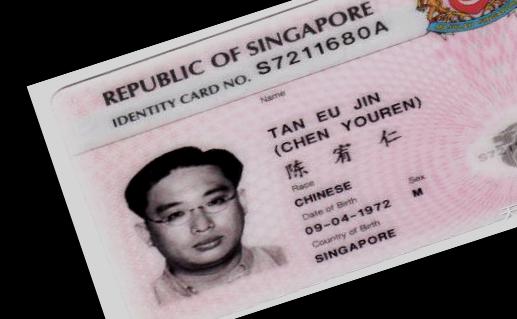 REPUBLIC OF SINGAPORE
IDENTITY CARD NO. S7211680A
Name
TAN EU JIN
(CHEN YOUREN)
陈 宥 仁
Race
CHINESE
Date of Birth Sex
09-04-1972 M
Country of Birth
SINGAPORE